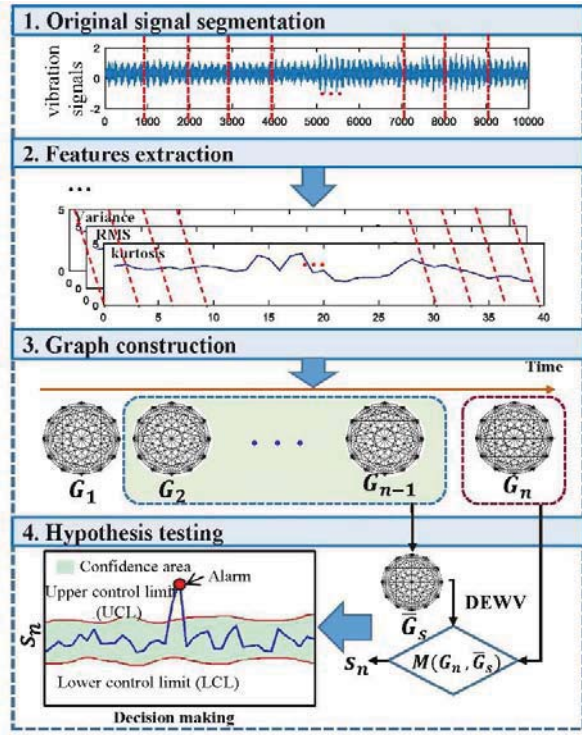 1. Original signal segmentation
vibration
signals
2
0
-2
0 1000 2000 3000 4000 5000 6000 7000 8000 9000 10000
2. Features extraction
...
5
Variance
5
RMS
5
kurtosis
0
0
0
0
0
0 5 10 15 20 25 30 35 40
3. Graph construction
Time
G₁ G₂ Gₙ₋₁ Gₙ
4. Hypothesis testing
Confidence area
Alarm
Upper control limit
(UCL)
Sₙ
Lower control limit (LCL)
Decision making
G̅ₛ
DEWV
M(Gₙ, G̅ₛ)
sₙ